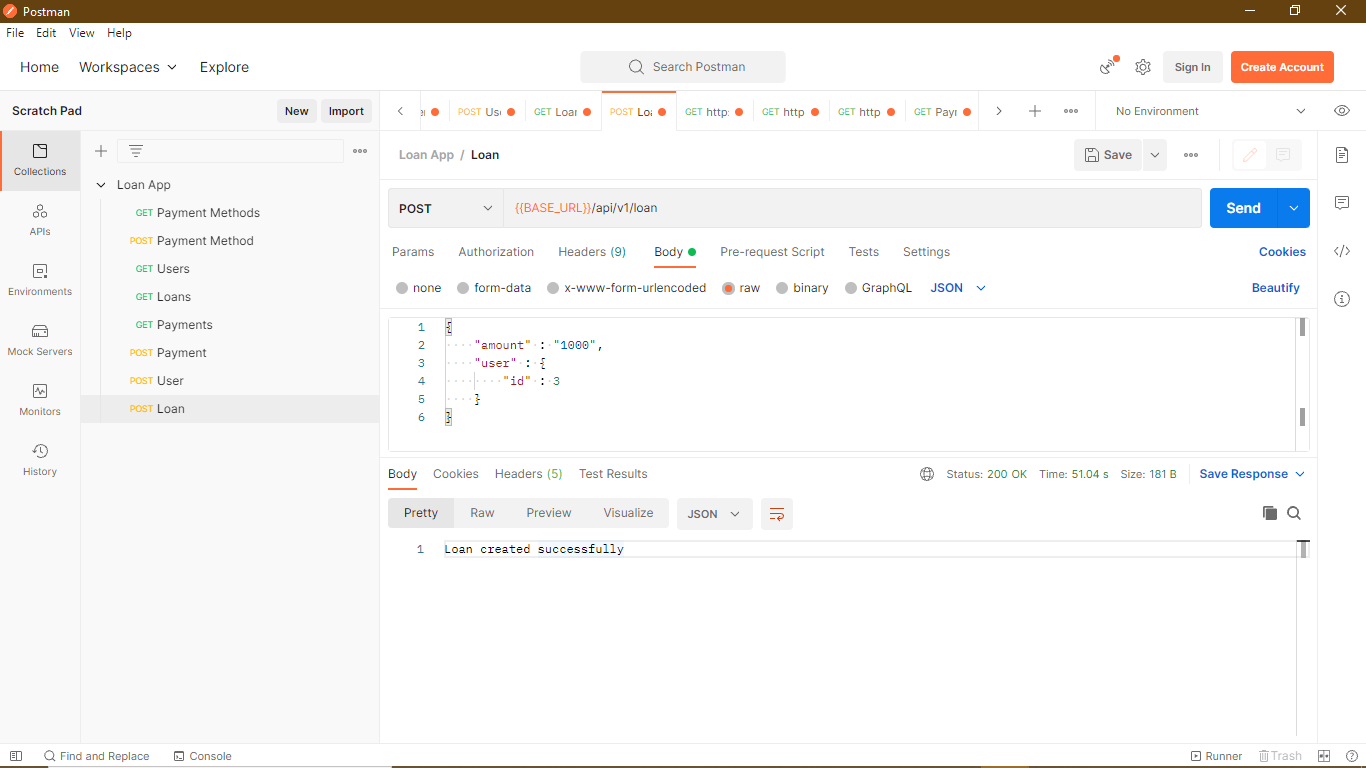 Postman
File Edit View Help
Home Workspaces Explore
Search Postman
Sign In
Create Account
Scratch Pad
New
Import
POST
GET
POST
GET http
GET http
GET http
GET
No Environment
Collections
APIs
Environments
Mock Servers
Monitors
History
Loan App
GET Payment Methods
POST Payment Method
GET Users
GET Loans
GET Payments
POST Payment
POST User
POST Loan
Loan App / Loan
Save
POST
{{BASE_URL}}/api/v1/loan
Send
Params Authorization Headers (9) Body Pre-request Script Tests Settings
Cookies
none form-data x-www-form-urlencoded raw binary GraphQL JSON
Beautify
1 {
2 "amount" : "1000",
3 "user" : {
4 "id" : 3
5 }
6 }
Body Cookies Headers (5) Test Results
Status: 200 OK Time: 51.04 s Size: 181 B
Save Response
Pretty Raw Preview Visualize JSON
1 Loan created successfully
Find and Replace Console
Runner Trash